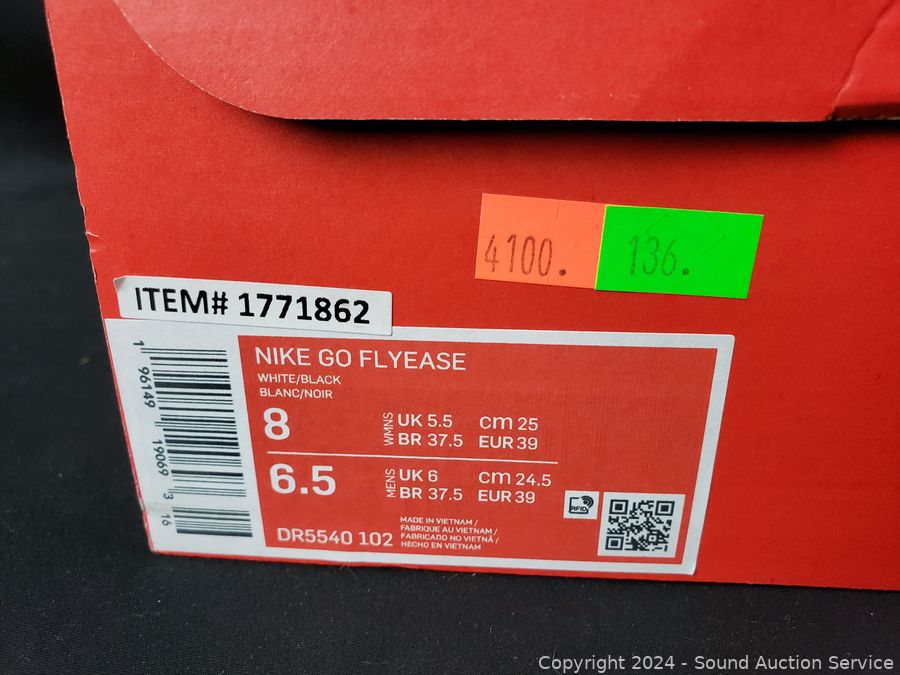 4100. 136.
ITEM# 1771862
1 96149 19069 3 16
NIKE GO FLYEASE
WHITE/BLACK
BLANC/NOIR
8 WMNS UK 5.5 cm 25
BR 37.5 EUR 39
6.5 MENS UK 6 cm 24.5
BR 37.5 EUR 39
RFID
DR5540 102
MADE IN VIETNAM /
FABRIQUE AU VIETNAM /
FABRICADO NO VIETNÃ /
HECHO EN VIETNAM
Copyright 2024 - Sound Auction Service